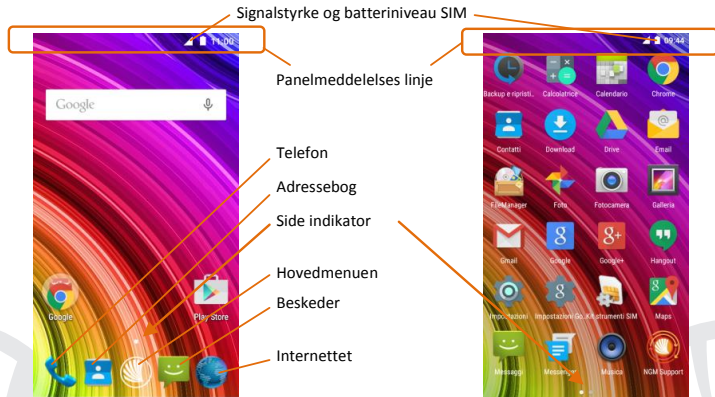 Signalstyrke og batteriniveau SIM
11:00
09:44
Panelmeddelelses linje
Google
Telefon
Adressebog
Side indikator
Hovedmenuen
Beskeder
Internettet
Google
Play Store
Backup e ripristi..
Calcolatrice
Calendario
Chrome
Contatti
Download
Drive
Email
FileManager
Foto
Fotocamera
Galleria
Gmail
Google
Google+
Hangout
Impostazioni
Impostazioni Go..
Kit strumenti SIM
Maps
Messaggi
Messenger
Musica
NGM Support